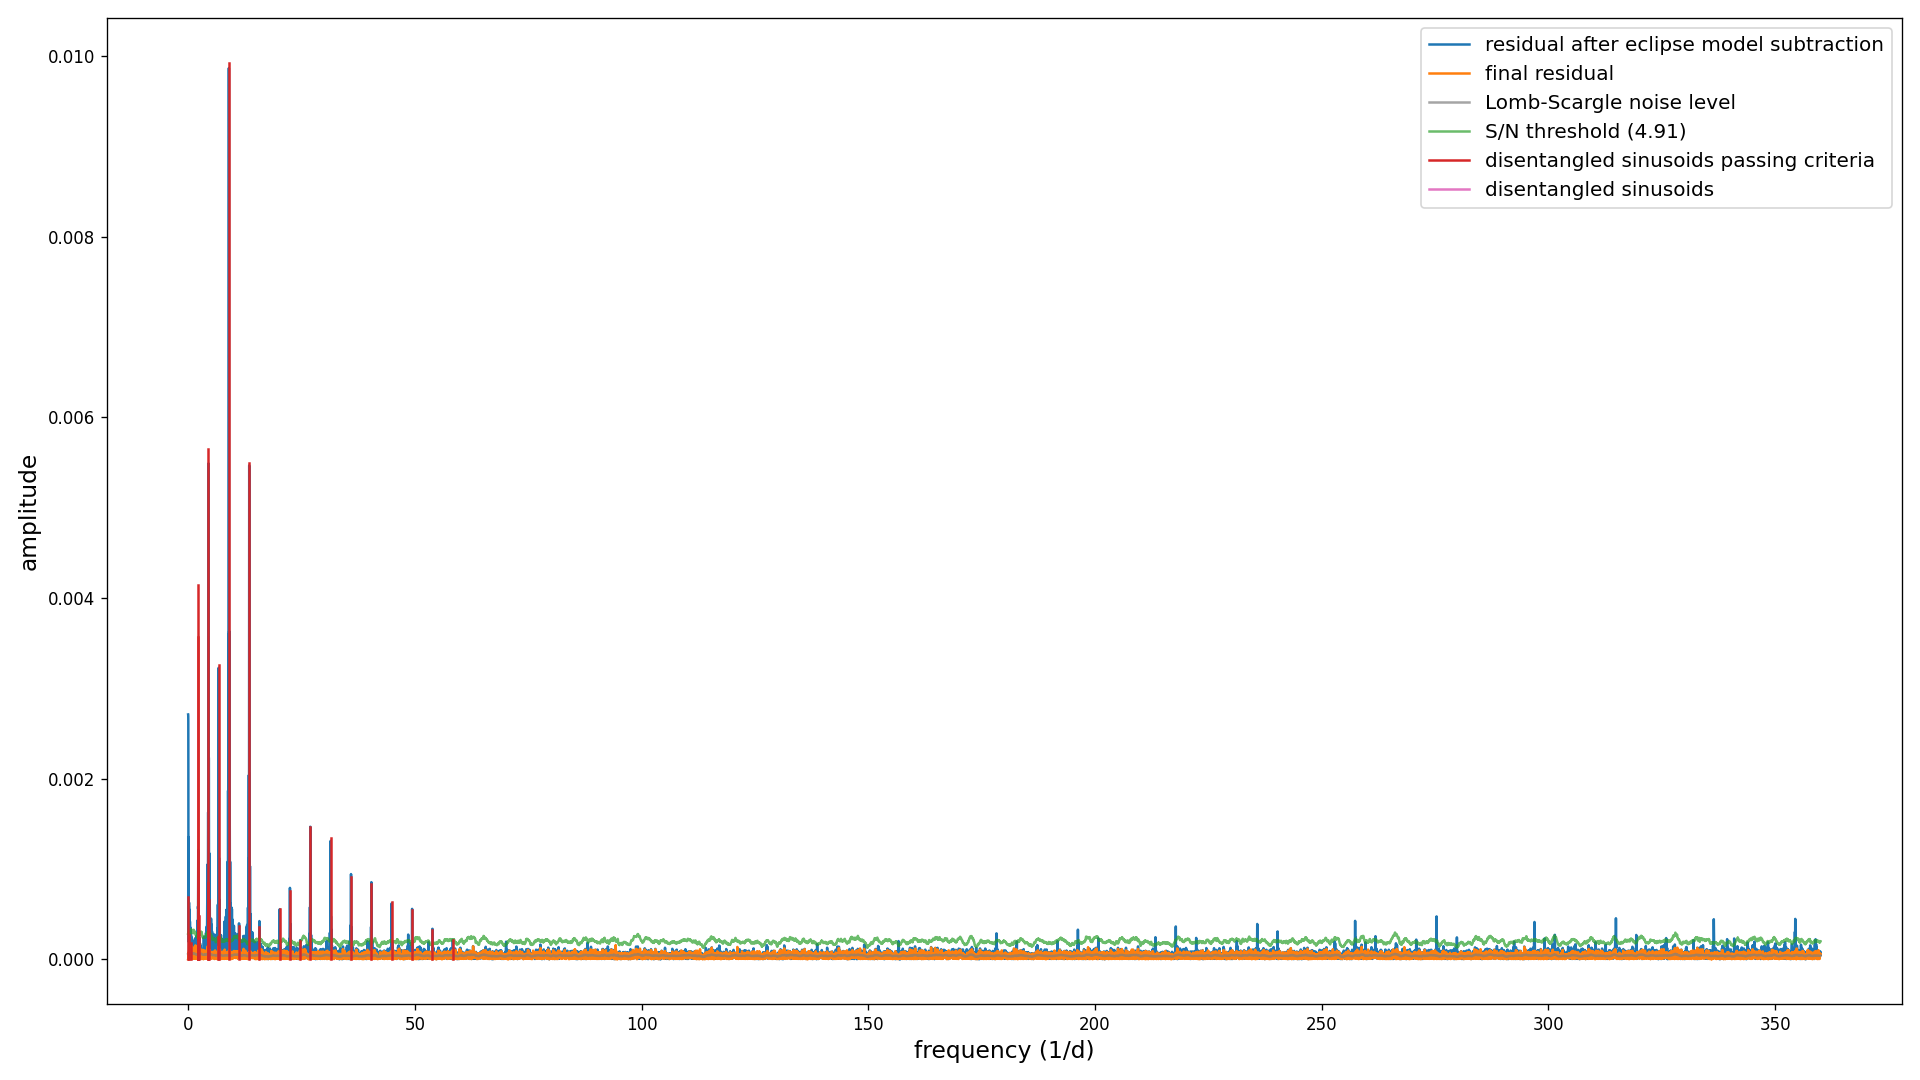 residual after eclipse model subtraction
final residual
Lomb-Scargle noise level
S/N threshold (4.91)
disentangled sinusoids passing criteria
disentangled sinusoids
amplitude
0.010
0.008
0.006
0.004
0.002
0.000
0 50 100 150 200 250 300 350
frequency (1/d)